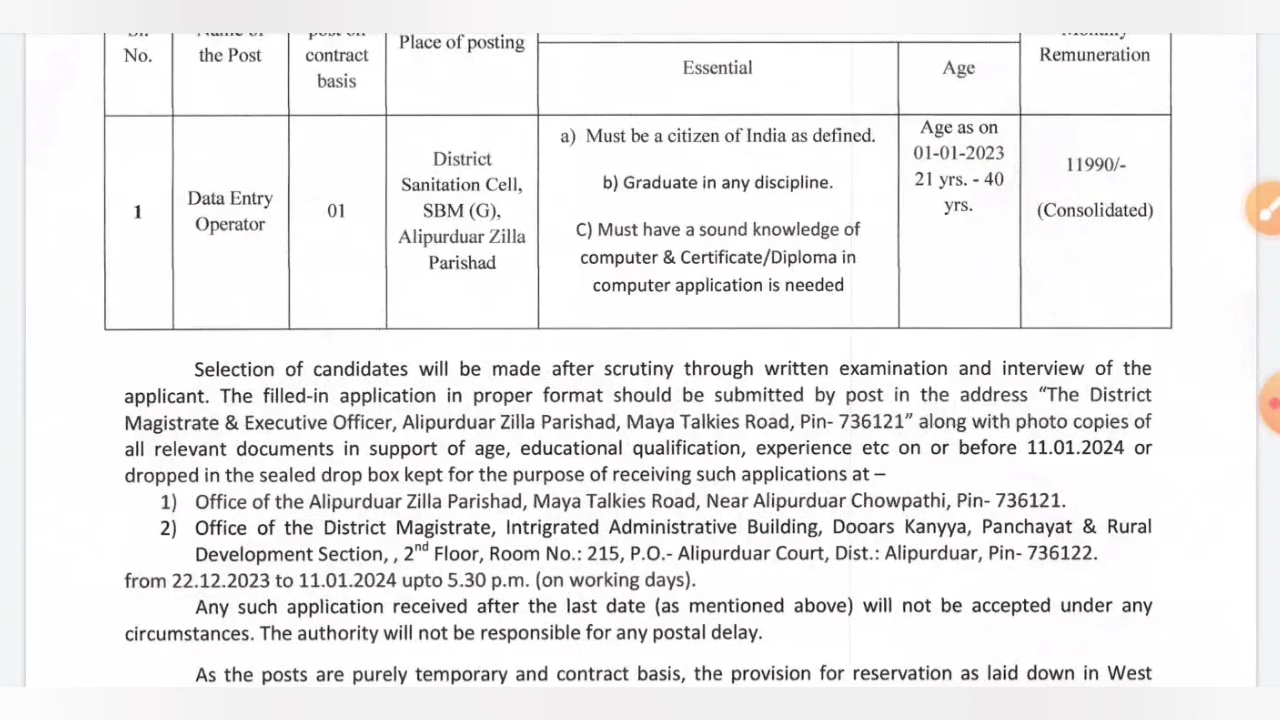 No.
the Post
contract
basis
Place of posting
Essential
Age
Remuneration
1
Data Entry
Operator
01
District
Sanitation Cell,
SBM (G),
Alipurduar Zilla
Parishad
a) Must be a citizen of India as defined.
b) Graduate in any discipline.
C) Must have a sound knowledge of
computer & Certificate/Diploma in
computer application is needed
Age as on
01-01-2023
21 yrs. - 40
yrs.
11990/-
(Consolidated)
Selection of candidates will be made after scrutiny through written examination and interview of the
applicant. The filled-in application in proper format should be submitted by post in the address “The District
Magistrate & Executive Officer, Alipurduar Zilla Parishad, Maya Talkies Road, Pin- 736121” along with photo copies of
all relevant documents in support of age, educational qualification, experience etc on or before 11.01.2024 or
dropped in the sealed drop box kept for the purpose of receiving such applications at –
1) Office of the Alipurduar Zilla Parishad, Maya Talkies Road, Near Alipurduar Chowpathi, Pin- 736121.
2) Office of the District Magistrate, Intrigrated Administrative Building, Dooars Kanyya, Panchayat & Rural
Development Section, , 2nd Floor, Room No.: 215, P.O.- Alipurduar Court, Dist.: Alipurduar, Pin- 736122.
from 22.12.2023 to 11.01.2024 upto 5.30 p.m. (on working days).
Any such application received after the last date (as mentioned above) will not be accepted under any
circumstances. The authority will not be responsible for any postal delay.
As the posts are purely temporary and contract basis, the provision for reservation as laid down in West